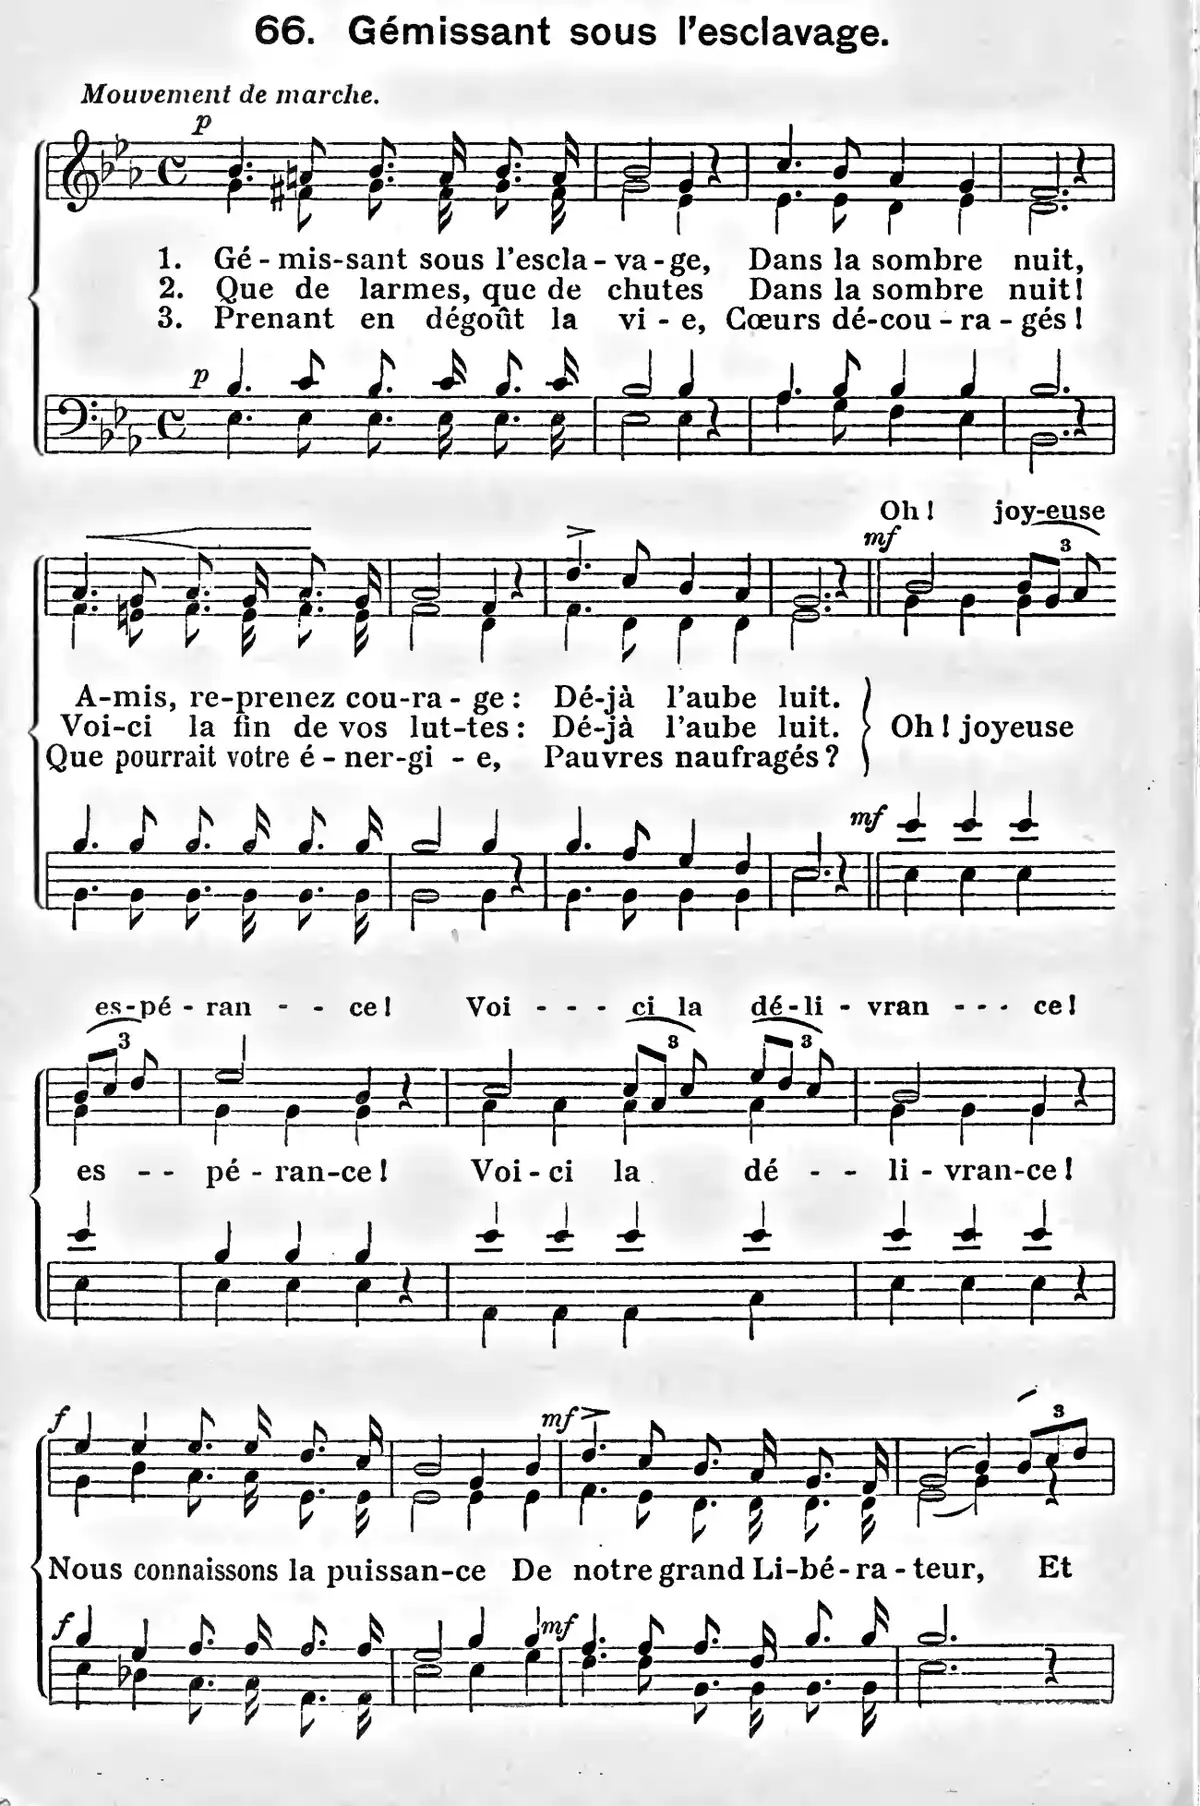 66. Gémissant sous l'esclavage.
Mouvement de marche.
p
1. Gé - mis-sant sous l'escla - va - ge, Dans la sombre nuit,
2. Que de larmes, que de chutes Dans la sombre nuit!
3. Prenant en dégoût la vi - e, Cœurs dé-cou - ra - gés!
p
Oh! joy-euse
mf
3
A-mis, re-prenez cou-ra - ge: Dé-jà l'aube luit.
Voi-ci la fin de vos lut-tes: Dé-jà l'aube luit. Oh! joyeuse
Que pourrait votre é - ner-gi - e, Pauvres naufragés?
mf
es-pé - ran - - ce! Voi - - - ci la dé-li - vran - - - ce!
3 3 3
es - - pé - ran-ce! Voi - ci la dé - - li - vran-ce!
f mf 3
Nous connaissons la puissan-ce De notre grand Li-bé-ra - teur, Et
f mf